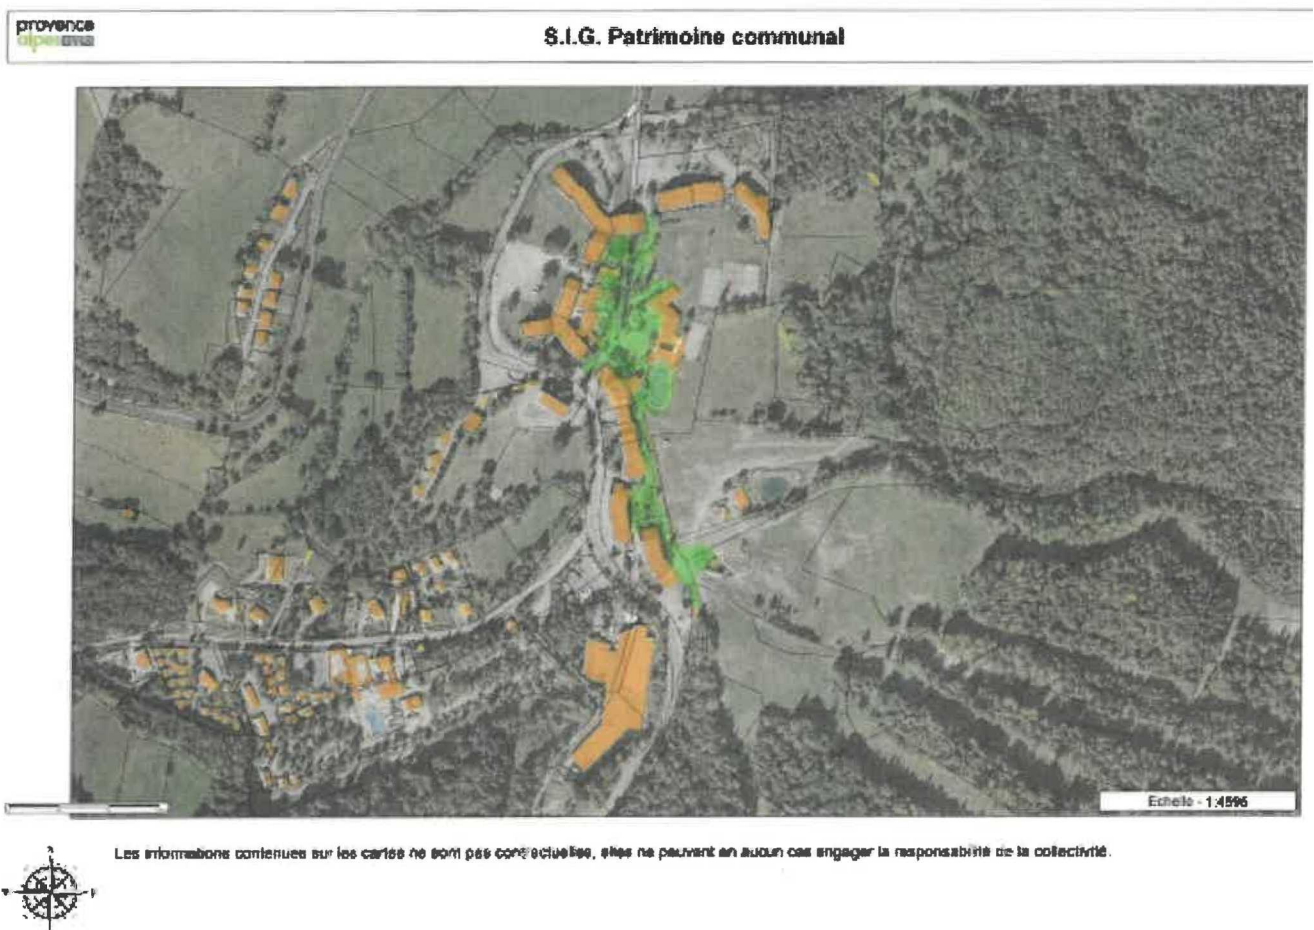 provence
alpes
S.I.G. Patrimoine communal
Echelle - 1:4595
Les informations contenues sur les cartes ne sont pas contractuelles, elles ne peuvent en aucun cas engager la responsabilité de la collectivité.